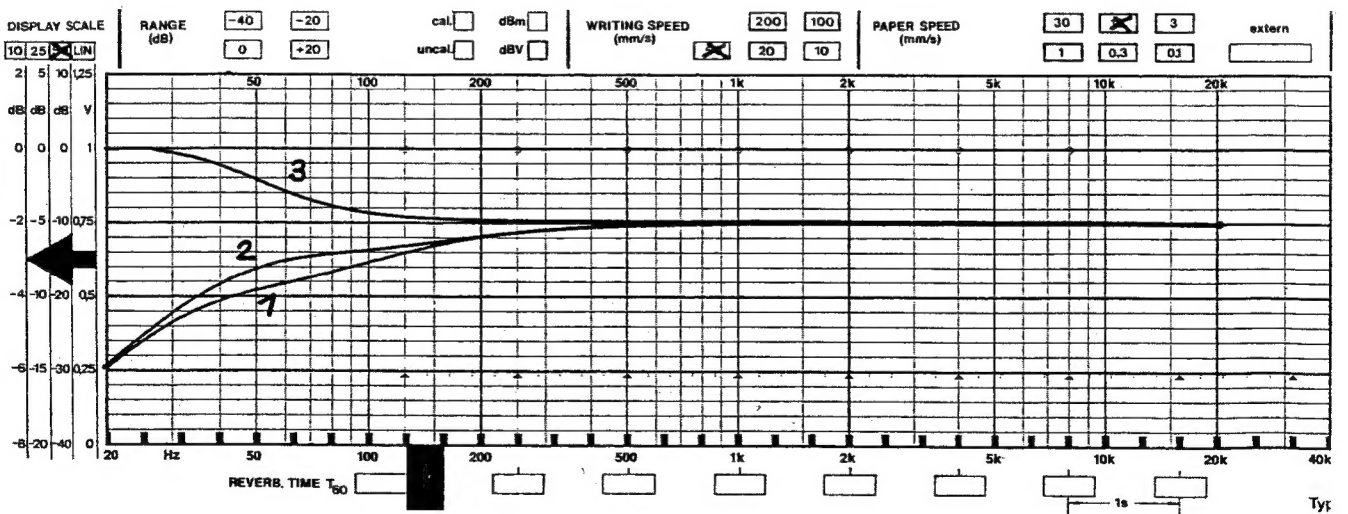 DISPLAY SCALE RANGE (dB) -40 -20 cal. dBm WRITING SPEED (mm/s) 200 100 PAPER SPEED (mm/s) 30 3 extern
10 25 LIN 0 +20 uncal. dBV 20 10 1 0.3 0.1
2 5 10 1,25 50 100 200 500 1k 2k 5k 10k 20k
dB dB dB V
0 0 0 1
3
-2 -5 -10 0,75
2
-4 -10 -20 0,5
1
-6 -15 -30 0,25
-8 -20 -40 0
20 Hz 50 100 200 500 1k 2k 5k 10k 20k 40k
REVERB. TIME T60
1s
Typ